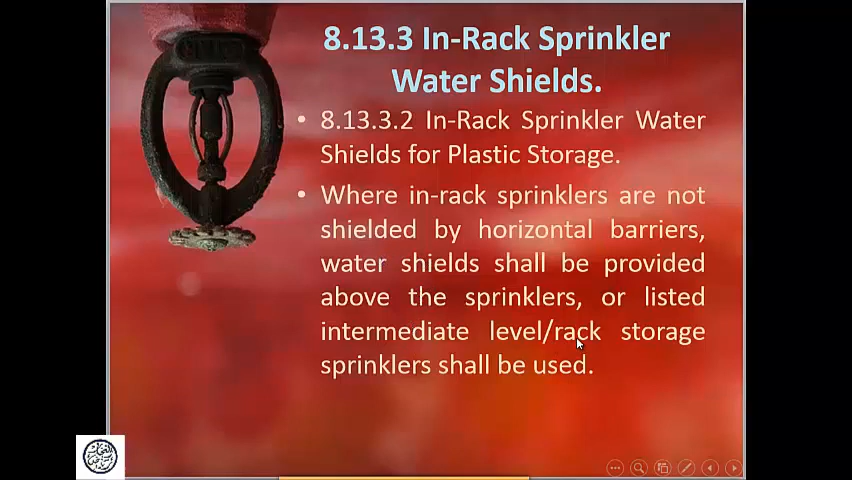 8.13.3 In-Rack Sprinkler
Water Shields.
• 8.13.3.2 In-Rack Sprinkler Water
Shields for Plastic Storage.
• Where in-rack sprinklers are not
shielded by horizontal barriers,
water shields shall be provided
above the sprinklers, or listed
intermediate level/rack storage
sprinklers shall be used.